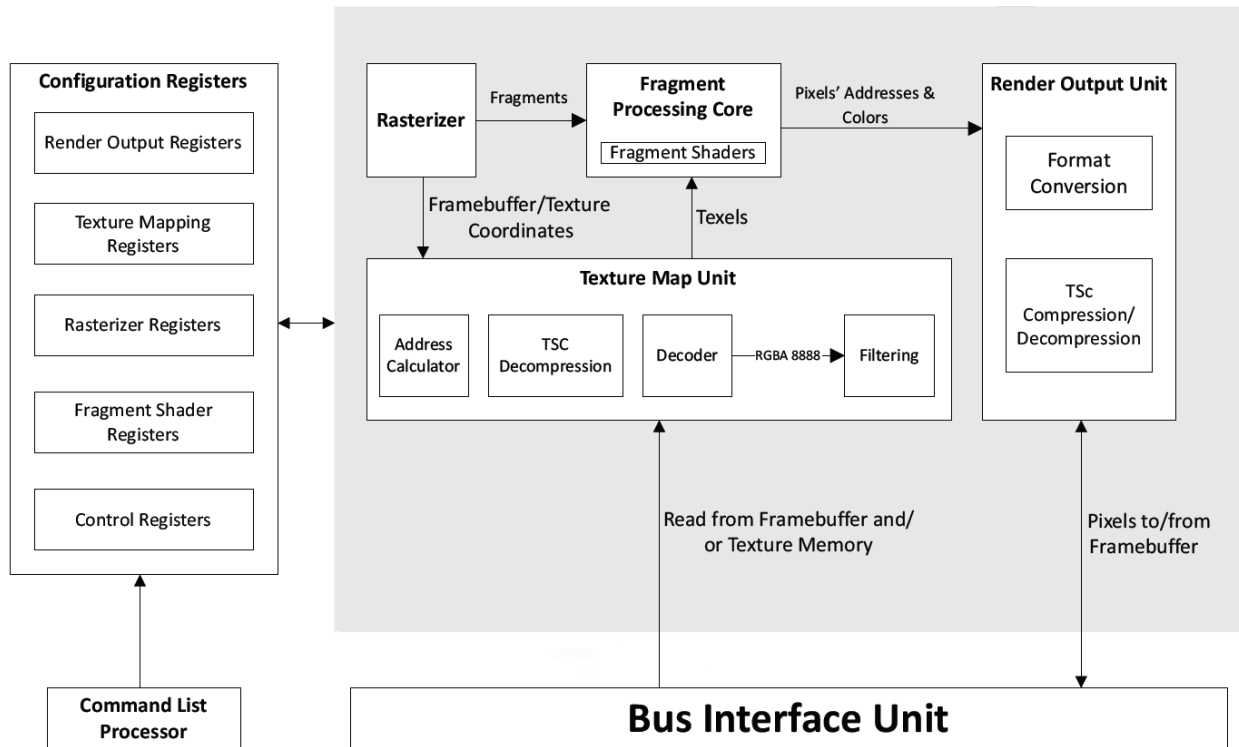 Configuration Registers
Render Output Registers
Texture Mapping
Registers
Rasterizer Registers
Fragment Shader
Registers
Control Registers
Command List
Processor
Rasterizer
Fragments
Fragment
Processing Core
Fragment Shaders
Pixels' Addresses &
Colors
Render Output Unit
Format
Conversion
TSc
Compression/
Decompression
Framebuffer/Texture
Coordinates
Texels
Texture Map Unit
Address
Calculator
TSC
Decompression
Decoder
RGBA 8888
Filtering
Read from Framebuffer and/
or Texture Memory
Pixels to/from
Framebuffer
Bus Interface Unit